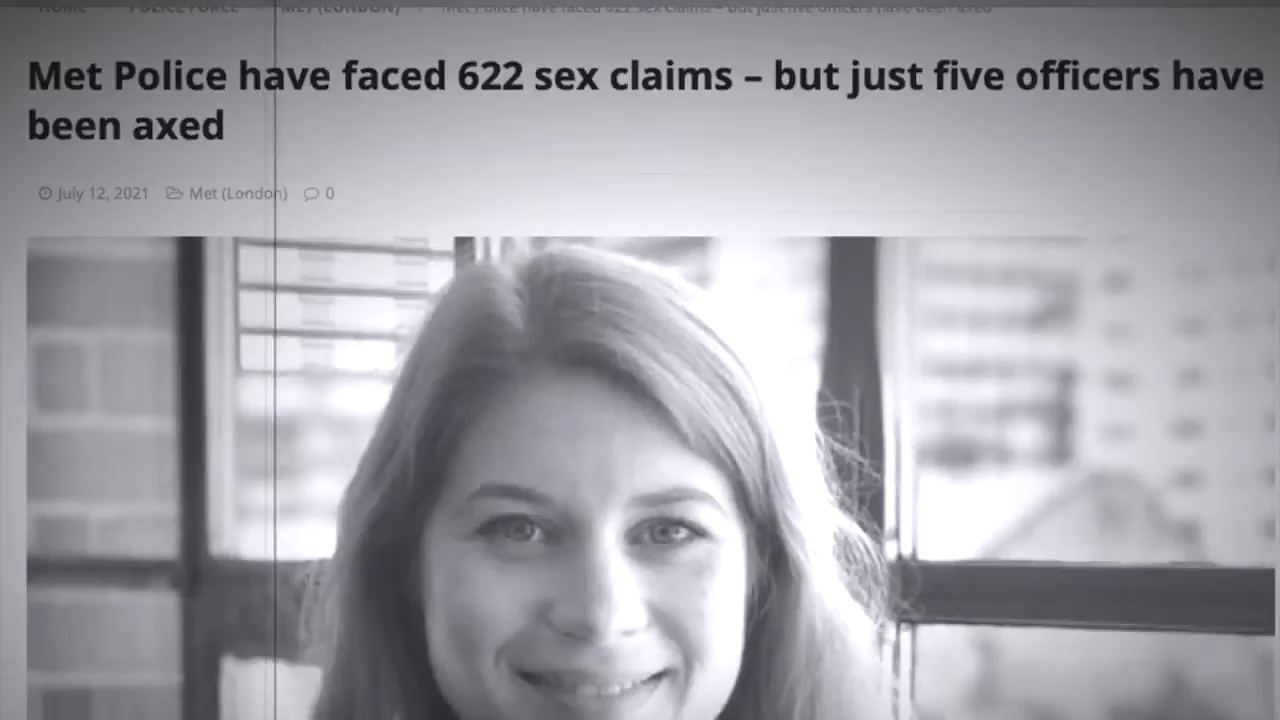 Met Police have faced 622 sex claims – but just five officers have
been axed
July 12, 2021 Met (London) 0